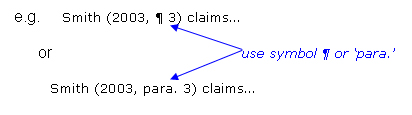 e.g. Smith (2003, ¶ 3) claims...
or
use symbol ¶ or 'para.'
Smith (2003, para. 3) claims...